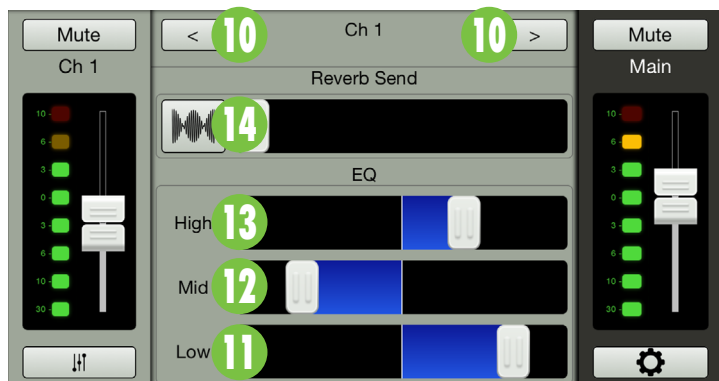 Mute
Ch 1
10 -
6 -
3 -
0 -
3 -
6 -
10 -
30 -
< 10
Ch 1
10 >
Reverb Send
14
EQ
High 13
Mid 12
Low 11
Mute
Main
10 -
6 -
3 -
0 -
3 -
6 -
10 -
30 -